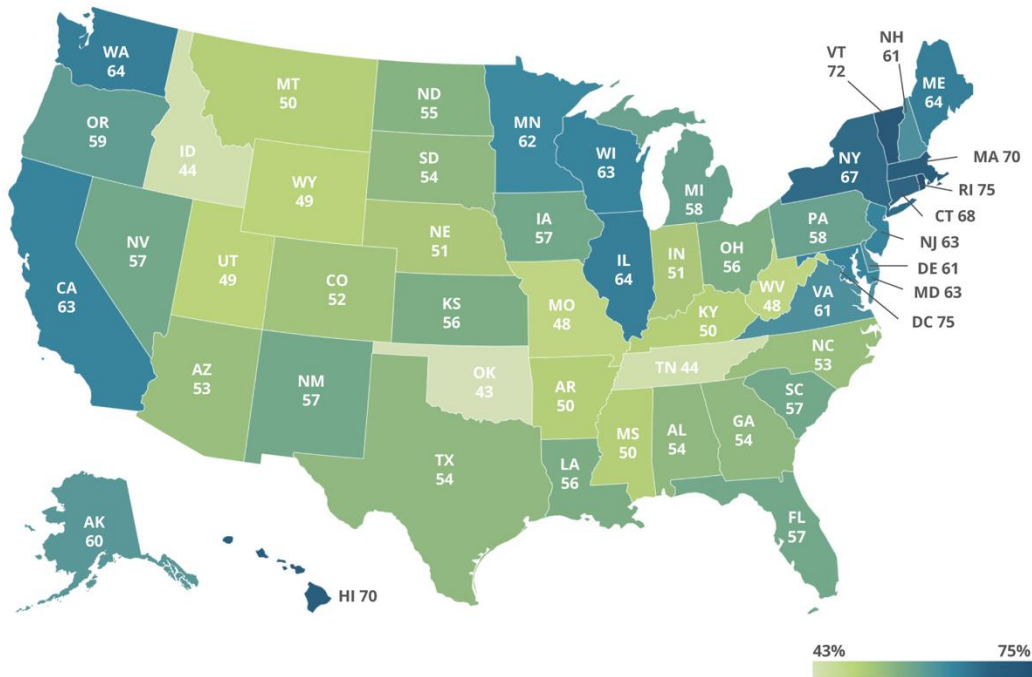 WA
64
OR
59
CA
63
ID
44
NV
57
MT
50
WY
49
UT
49
AZ
53
CO
52
NM
57
ND
55
SD
54
NE
51
KS
56
OK
43
TX
54
MN
62
IA
57
MO
48
AR
50
LA
56
WI
63
IL
64
MI
58
IN
51
OH
56
KY
50
TN 44
MS
50
AL
54
GA
54
FL
57
SC
57
NC
53
VA
61
WV
48
PA
58
NY
67
VT
72
NH
61
ME
64
MA 70
RI 75
CT 68
NJ 63
DE 61
MD 63
DC 75
AK
60
HI 70
43%
75%